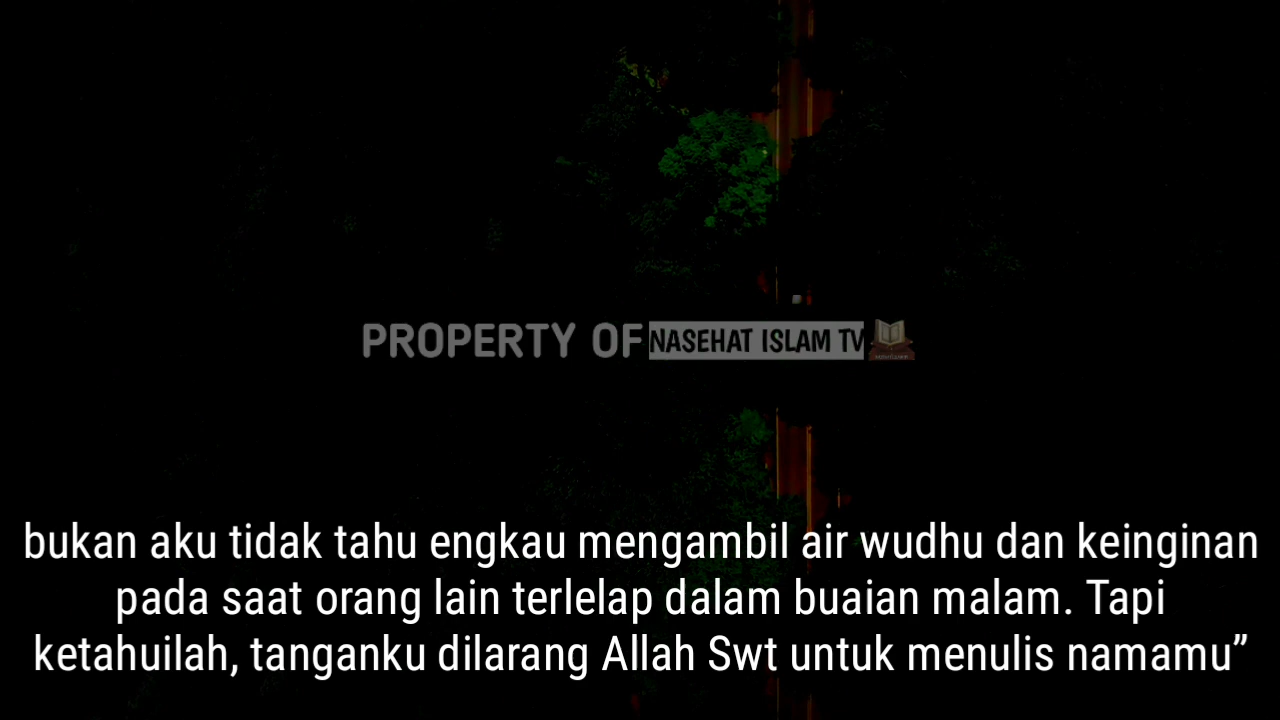 PROPERTY OF NASEHAT ISLAM TV
bukan aku tidak tahu engkau mengambil air wudhu dan keinginan
pada saat orang lain terlelap dalam buaian malam. Tapi
ketahuilah, tanganku dilarang Allah Swt untuk menulis namamu”